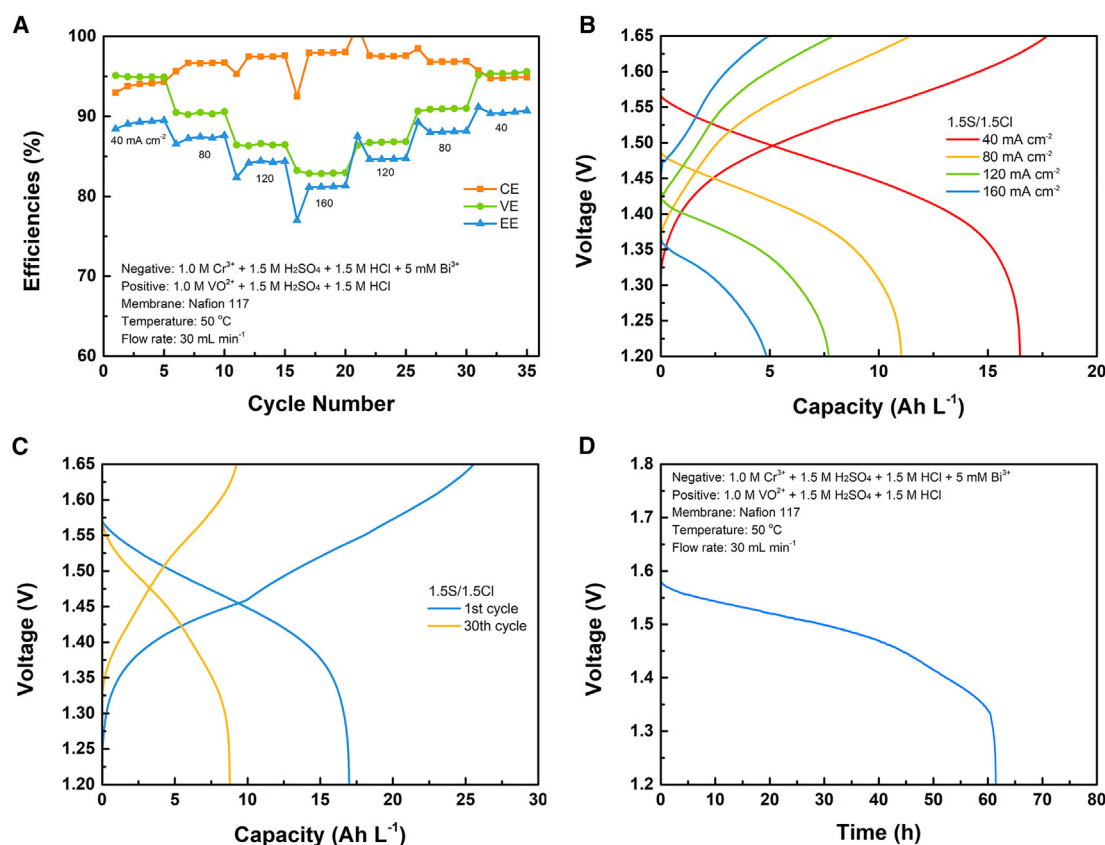 A
100
90
80
70
60
Efficiencies (%)
40 mA cm⁻²
80
120
160
120
80
40
CE
VE
EE
Negative: 1.0 M Cr³⁺ + 1.5 M H₂SO₄ + 1.5 M HCl + 5 mM Bi³⁺
Positive: 1.0 M VO²⁺ + 1.5 M H₂SO₄ + 1.5 M HCl
Membrane: Nafion 117
Temperature: 50 °C
Flow rate: 30 mL min⁻¹
0 5 10 15 20 25 30 35
Cycle Number
B
1.65
1.60
1.55
1.50
1.45
1.40
1.35
1.30
1.25
1.20
Voltage (V)
1.5S/1.5Cl
40 mA cm⁻²
80 mA cm⁻²
120 mA cm⁻²
160 mA cm⁻²
0 5 10 15 20
Capacity (Ah L⁻¹)
C
1.65
1.60
1.55
1.50
1.45
1.40
1.35
1.30
1.25
1.20
Voltage (V)
1.5S/1.5Cl
1st cycle
30th cycle
0 5 10 15 20 25 30
Capacity (Ah L⁻¹)
D
1.8
1.7
1.6
1.5
1.4
1.3
1.2
Voltage (V)
Negative: 1.0 M Cr³⁺ + 1.5 M H₂SO₄ + 1.5 M HCl + 5 mM Bi³⁺
Positive: 1.0 M VO²⁺ + 1.5 M H₂SO₄ + 1.5 M HCl
Membrane: Nafion 117
Temperature: 50 °C
Flow rate: 30 mL min⁻¹
0 10 20 30 40 50 60 70 80
Time (h)